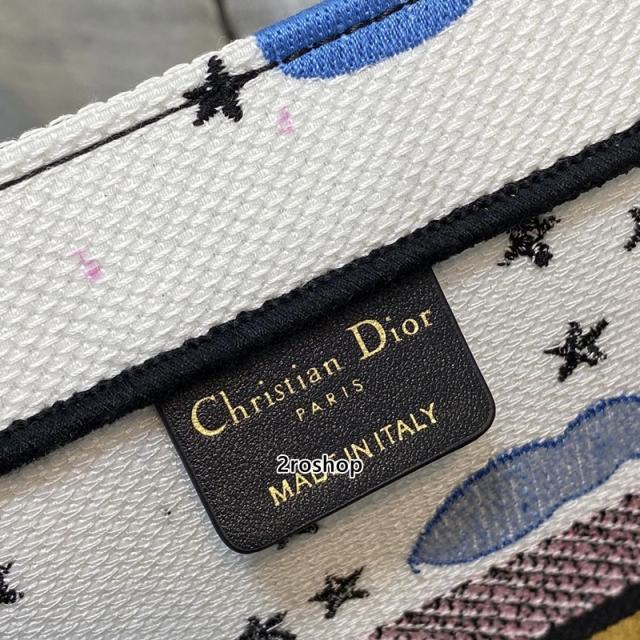 Christian Dior
PARIS
MADE IN ITALY
2roshop